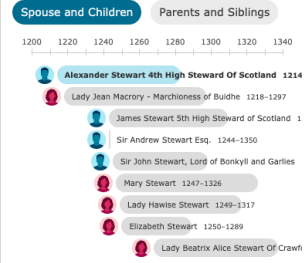 Spouse and Children Parents and Siblings
1200 1220 1240 1260 1280 1300 1320 1340
Alexander Stewart 4th High Steward Of Scotland 1214
Lady Jean Macrory - Marchioness of Buidhe 1218–1297
James Stewart 5th High Steward of Scotland 1
Sir Andrew Stewart Esq. 1244–1350
Sir John Stewart, Lord of Bonkyll and Garlies
Mary Stewart 1247–1326
Lady Hawise Stewart 1249–1317
Elizabeth Stewart 1250–1289
Lady Beatrix Alice Stewart Of Crawf